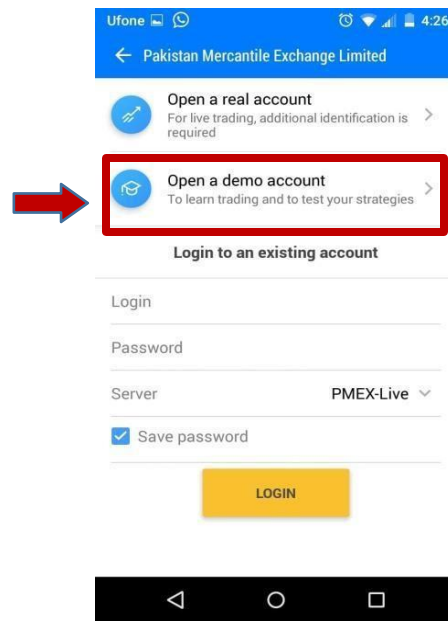 Ufone 4:26
Pakistan Mercantile Exchange Limited
Open a real account
For live trading, additional identification is
required
Open a demo account
To learn trading and to test your strategies
Login to an existing account
Login
Password
Server PMEX-Live
Save password
LOGIN